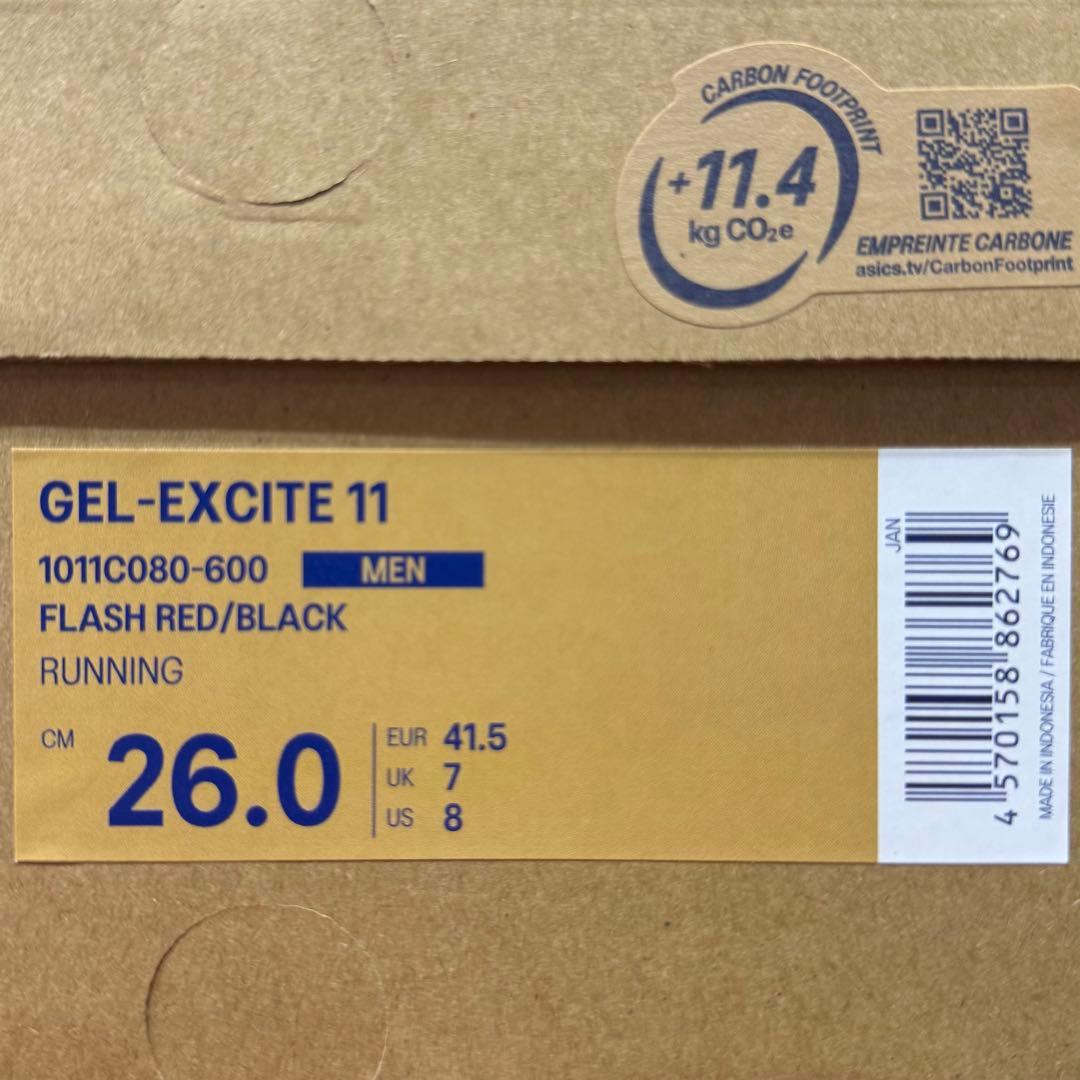 CARBON FOOTPRINT
+11.4
kg CO₂e
EMPREINTE CARBONE
asics.tv/CarbonFootprint
GEL-EXCITE 11
1011C080-600 MEN
FLASH RED/BLACK
RUNNING
CM 26.0
EUR 41.5
UK 7
US 8
JAN
4 570158 862769
MADE IN INDONESIA / FABRIQUE EN INDONESIE